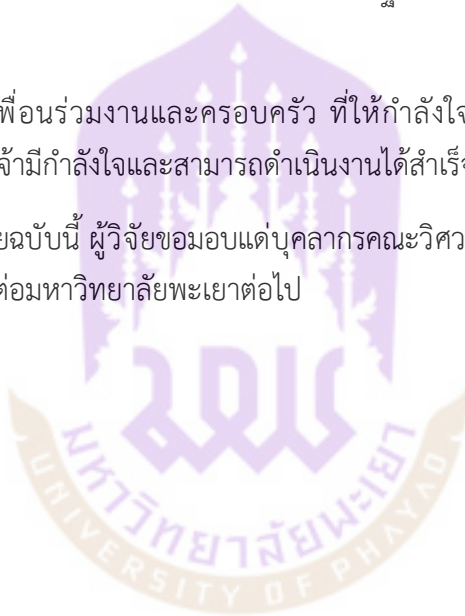 พื่อนร่วมงานและครอบครัว ที่ให้กำลังใจ
จ้ามีกำลังใจและสามารถดำเนินงานได้สำเร็จ
ยฉบับนี้ ผู้วิจัยขอมอบแด่บุคลากรคณะวิศว
ต่อมหาวิทยาลัยพะเยาต่อไป
มพย
มหาวิทยาลัยพะเยา
UNIVERSITY OF PHAYAO